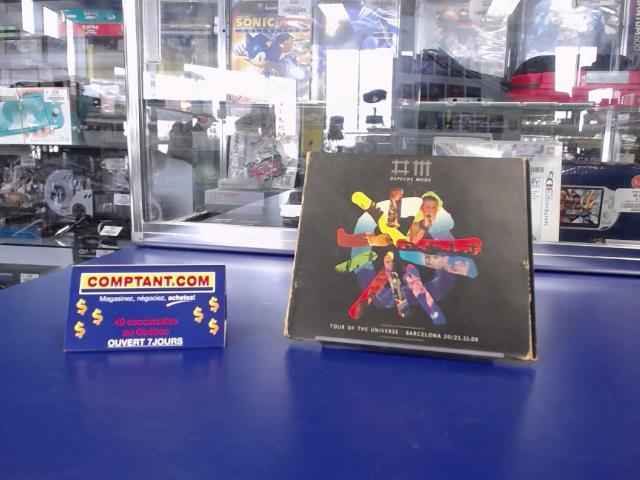 SONIC
DEPECHE MODE
TOUR OF THE UNIVERSE · BARCELONA 20/21.11.09
COMPTANT.COM
Magasinez, négociez, achetez!
40 succursales
au Québec
OUVERT 7JOURS